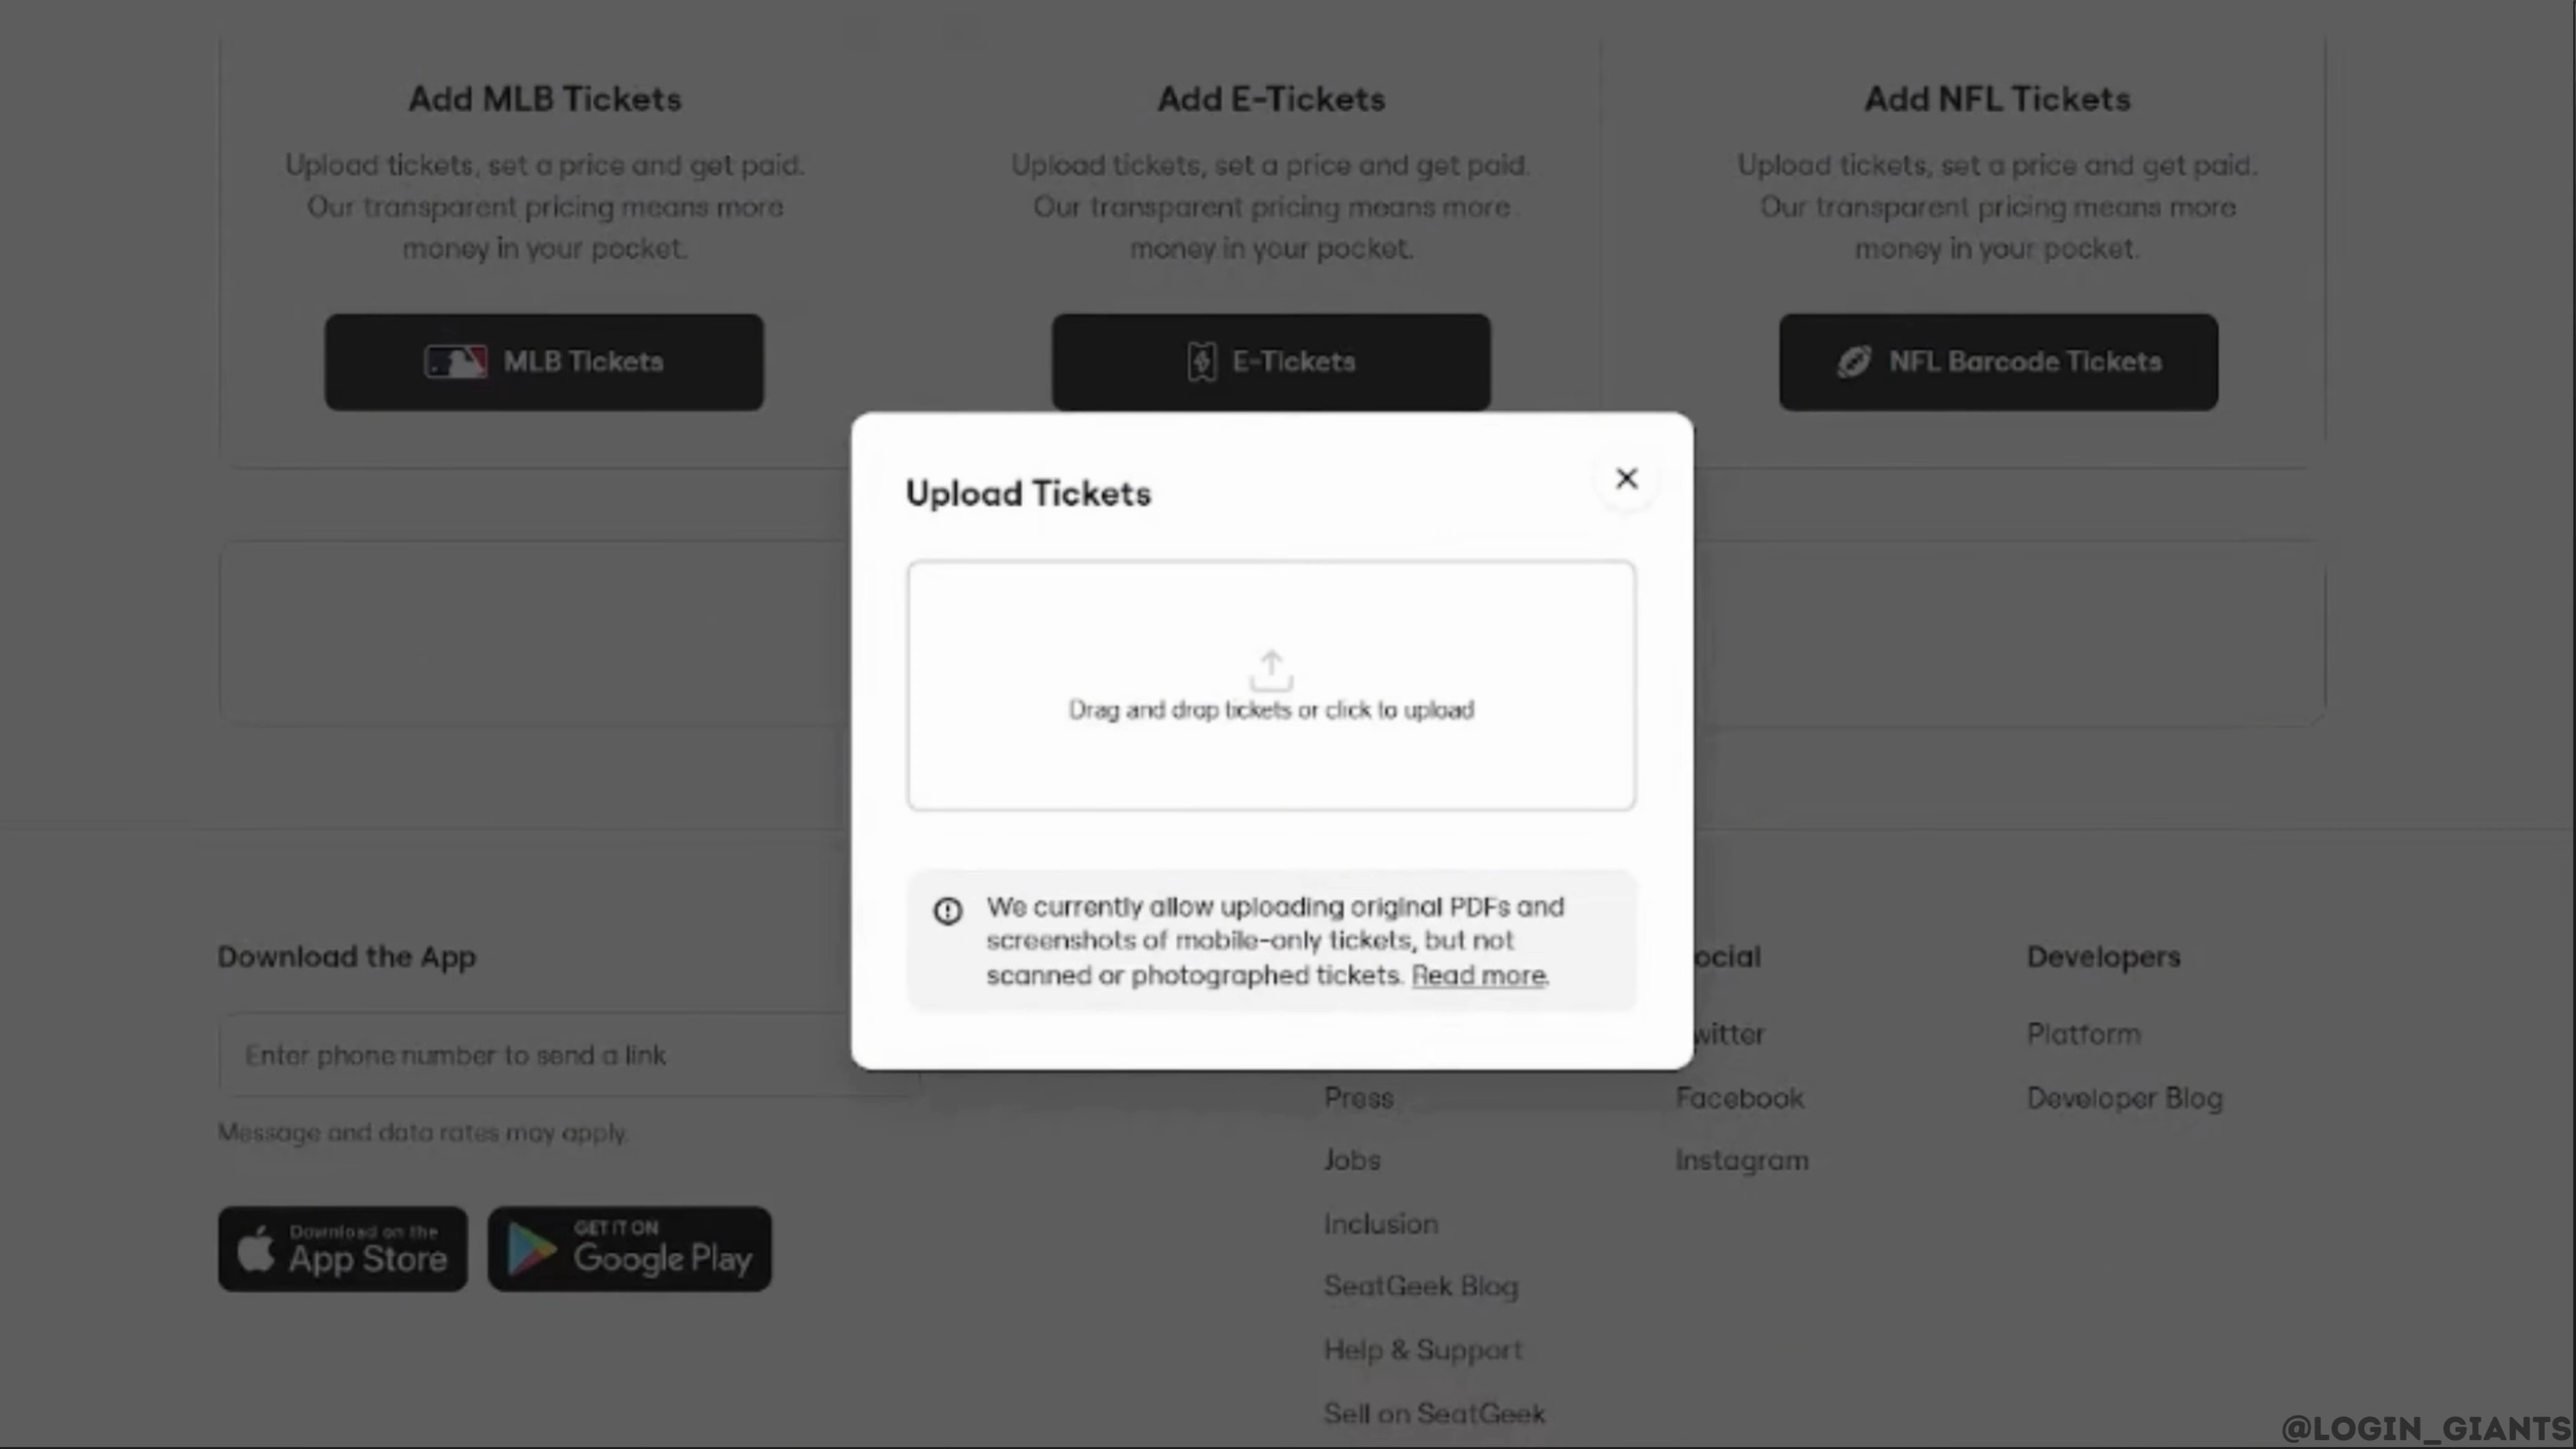 Add MLB Tickets
Upload tickets, set a price and get paid.
Our transparent pricing means more
money in your pocket.
MLB Tickets
Add E-Tickets
Upload tickets, set a price and get paid.
Our transparent pricing means more
money in your pocket.
E-Tickets
Add NFL Tickets
Upload tickets, set a price and get paid.
Our transparent pricing means more
money in your pocket.
NFL Barcode Tickets
Upload Tickets
Drag and drop tickets or click to upload
We currently allow uploading original PDFs and
screenshots of mobile-only tickets, but not
scanned or photographed tickets. Read more.
Download the App
Enter phone number to send a link
Message and data rates may apply.
Download on the
App Store
GET IT ON
Google Play
Press
Jobs
Inclusion
SeatGeek Blog
Help & Support
Sell on SeatGeek
ocial
witter
Facebook
Instagram
Developers
Platform
Developer Blog
@LOGIN_GIANTS